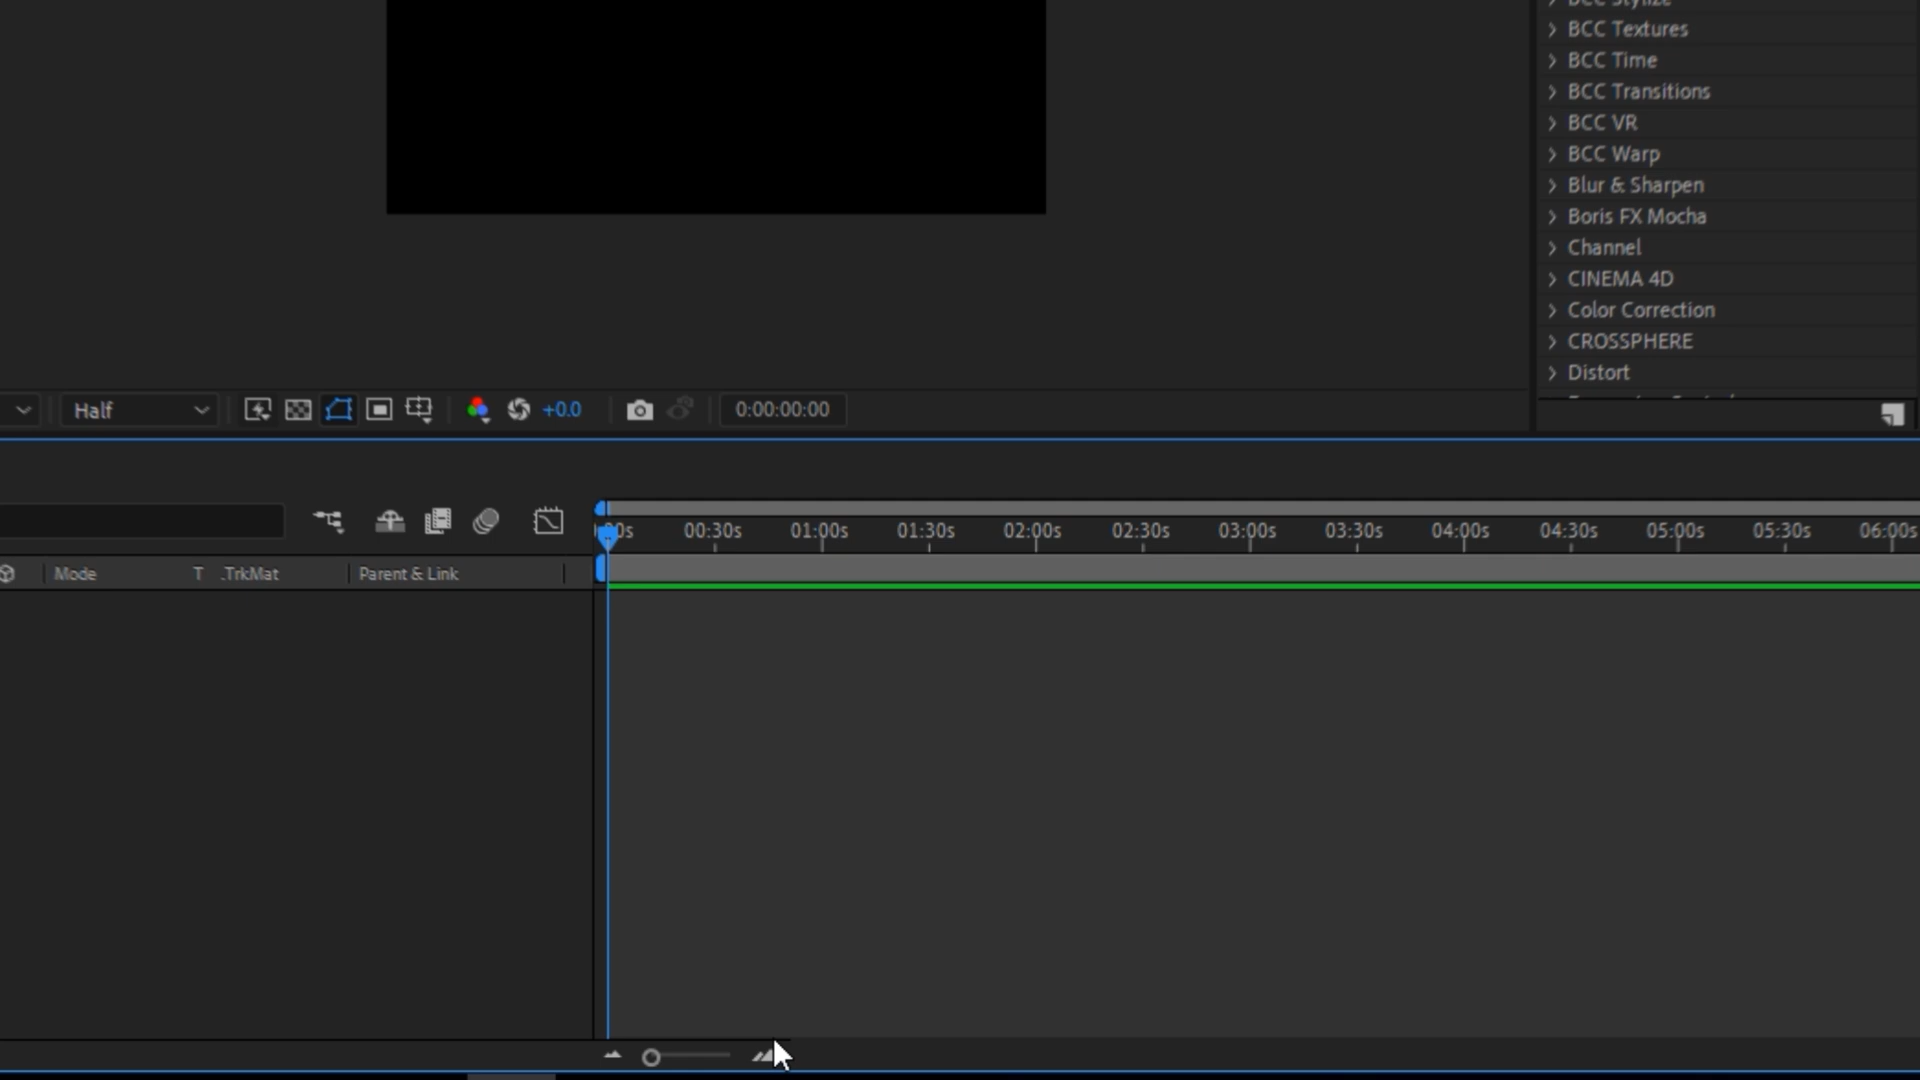 BCC Stylize
BCC Textures
BCC Time
BCC Transitions
BCC VR
BCC Warp
Blur & Sharpen
Boris FX Mocha
Channel
CINEMA 4D
Color Correction
CROSSPHERE
Distort
Half
+0.0
0:00:00:00
00s 00:30s 01:00s 01:30s 02:00s 02:30s 03:00s 03:30s 04:00s 04:30s 05:00s 05:30s 06:00s
Mode T .TrkMat Parent & Link